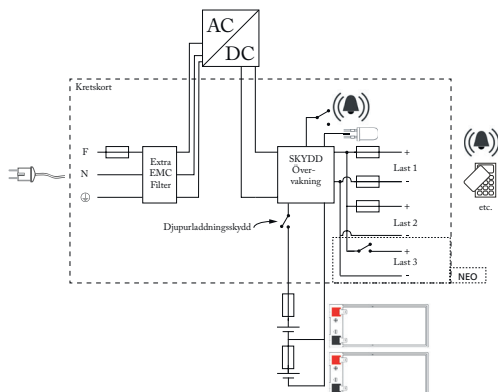 AC
DC
Kretskort
F
N
Extra
EMC
Filter
SKYDD
Över-
vakning
+
Last 1
-
+
Last 2
-
+
Last 3
-
etc.
Djupurladdningsskydd
NEO